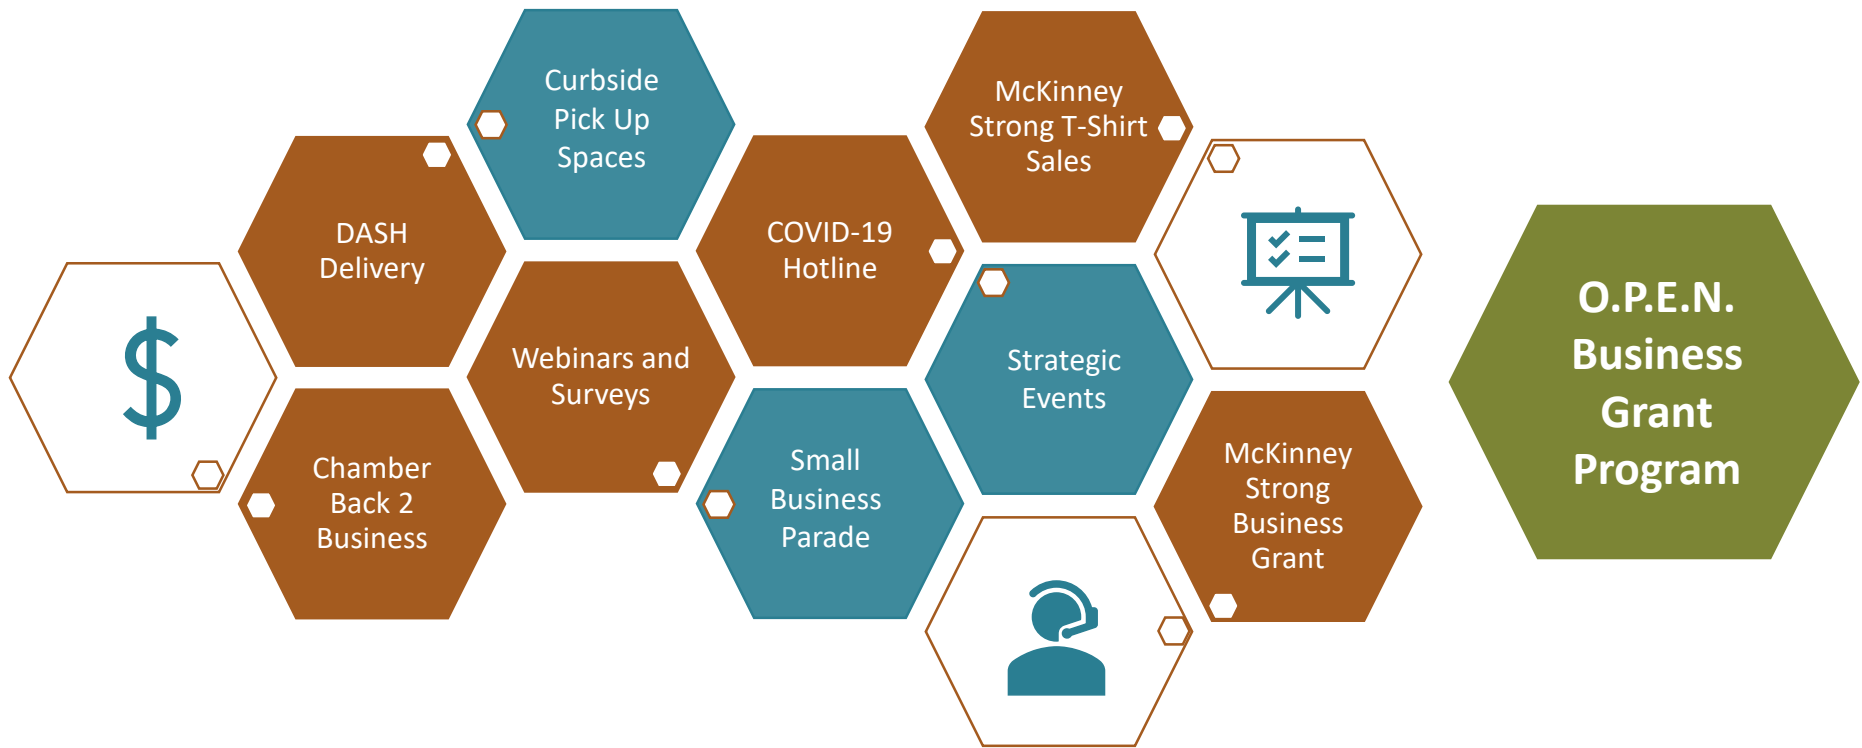 Curbside
Pick Up
Spaces
McKinney
Strong T-Shirt
Sales
DASH
Delivery
COVID-19
Hotline
Webinars and
Surveys
Strategic
Events
Chamber
Back 2
Business
Small
Business
Parade
McKinney
Strong
Business
Grant
O.P.E.N.
Business
Grant
Program